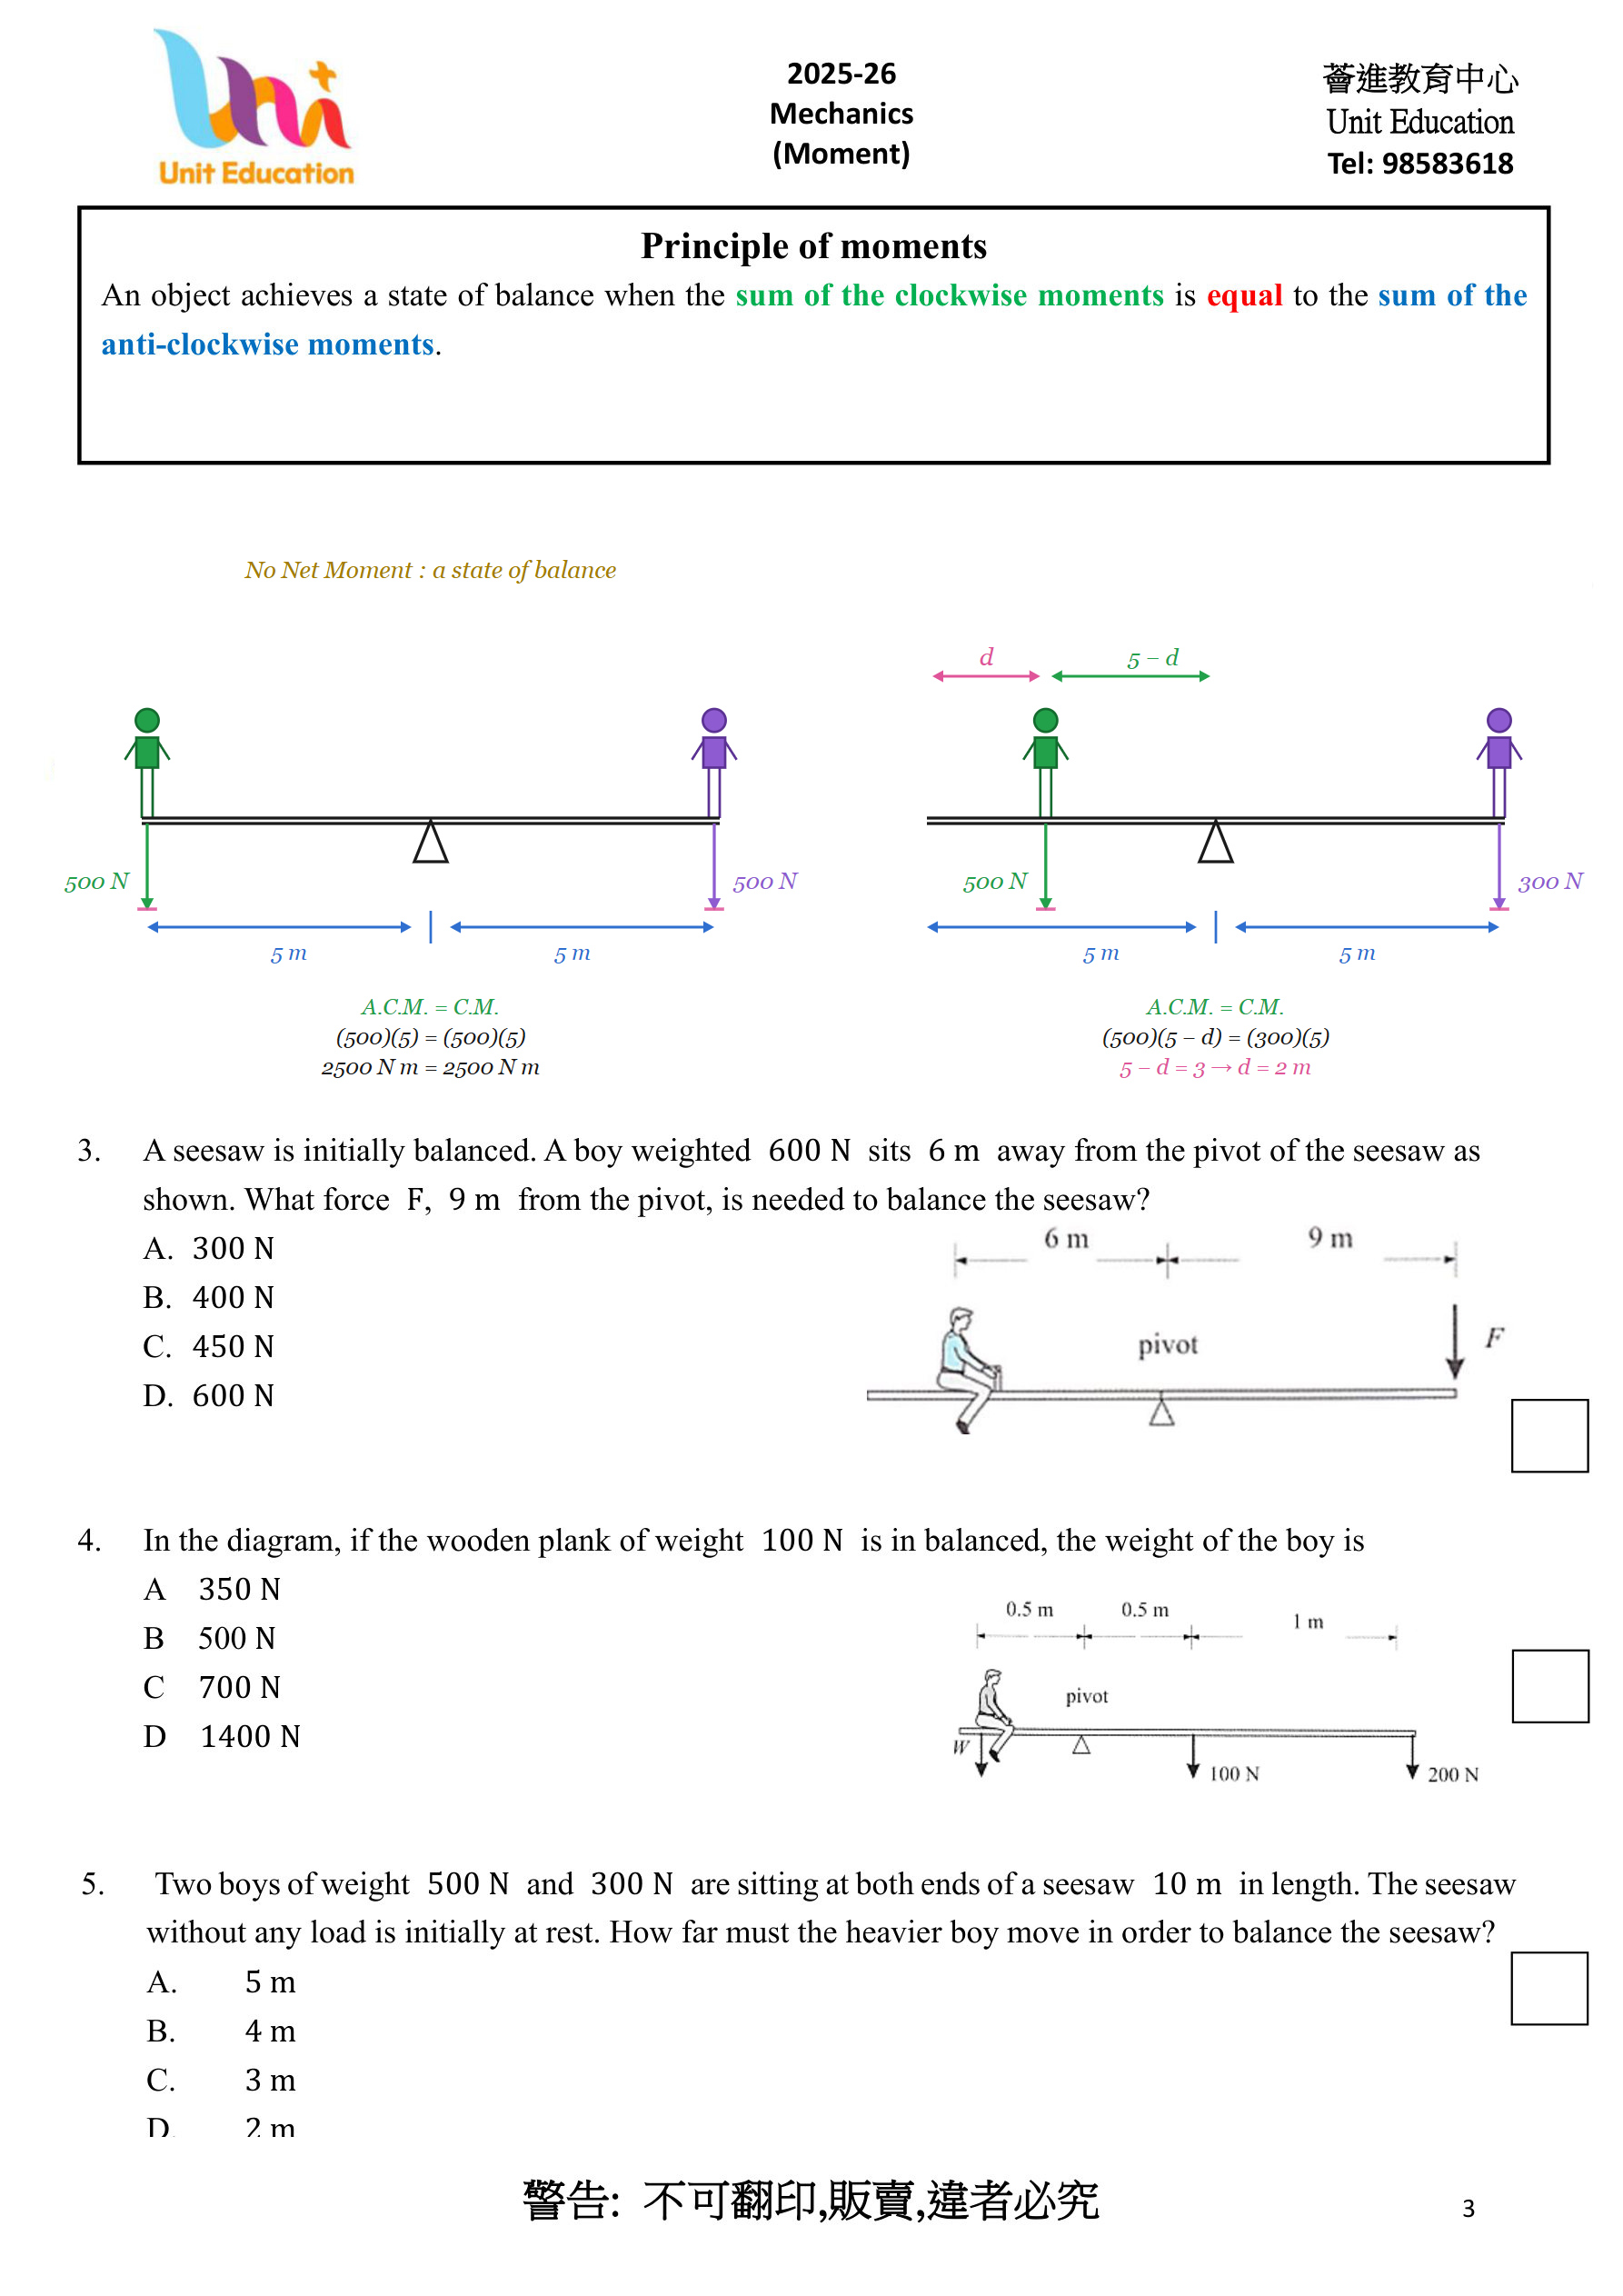 Unit Education
2025-26
Mechanics
(Moment)
薈進教育中心
Unit Education
Tel: 98583618
Principle of moments
An object achieves a state of balance when the sum of the clockwise moments is equal to the sum of the
anti-clockwise moments.
No Net Moment : a state of balance
500 N
500 N
5 m
5 m
A.C.M. = C.M.
(500)(5) = (500)(5)
2500 N m = 2500 N m
d
5 – d
500 N
300 N
5 m
5 m
A.C.M. = C.M.
(500)(5 – d) = (300)(5)
5 – d = 3 → d = 2 m
3. A seesaw is initially balanced. A boy weighted 600 N sits 6 m away from the pivot of the seesaw as
shown. What force F, 9 m from the pivot, is needed to balance the seesaw?
A. 300 N
B. 400 N
C. 450 N
D. 600 N
6 m
9 m
pivot
F
4. In the diagram, if the wooden plank of weight 100 N is in balanced, the weight of the boy is
A 350 N
B 500 N
C 700 N
D 1400 N
0.5 m
0.5 m
1 m
pivot
W
100 N
200 N
5. Two boys of weight 500 N and 300 N are sitting at both ends of a seesaw 10 m in length. The seesaw
without any load is initially at rest. How far must the heavier boy move in order to balance the seesaw?
A. 5 m
B. 4 m
C. 3 m
D. 2 m
警告: 不可翻印,販賣,違者必究
3